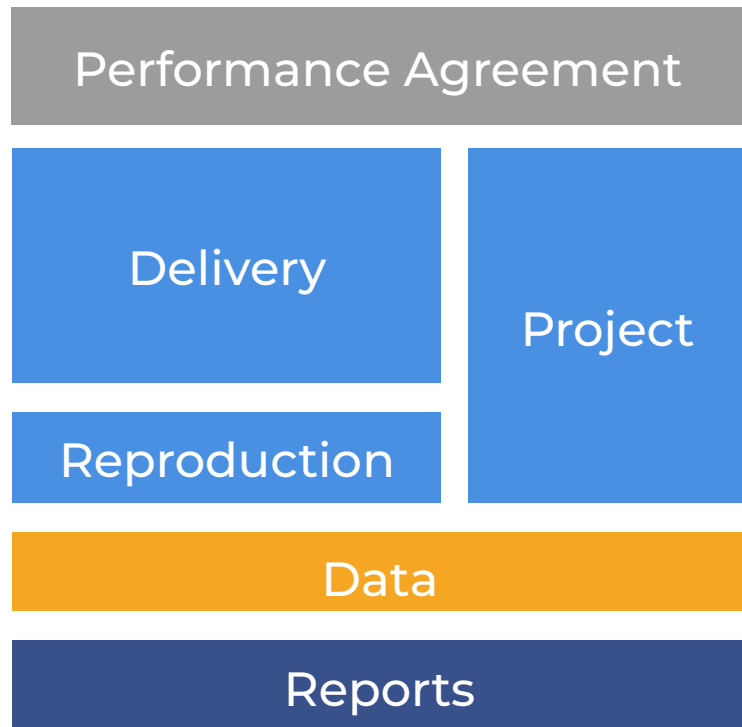 Performance Agreement
Delivery
Project
Reproduction
Data
Reports